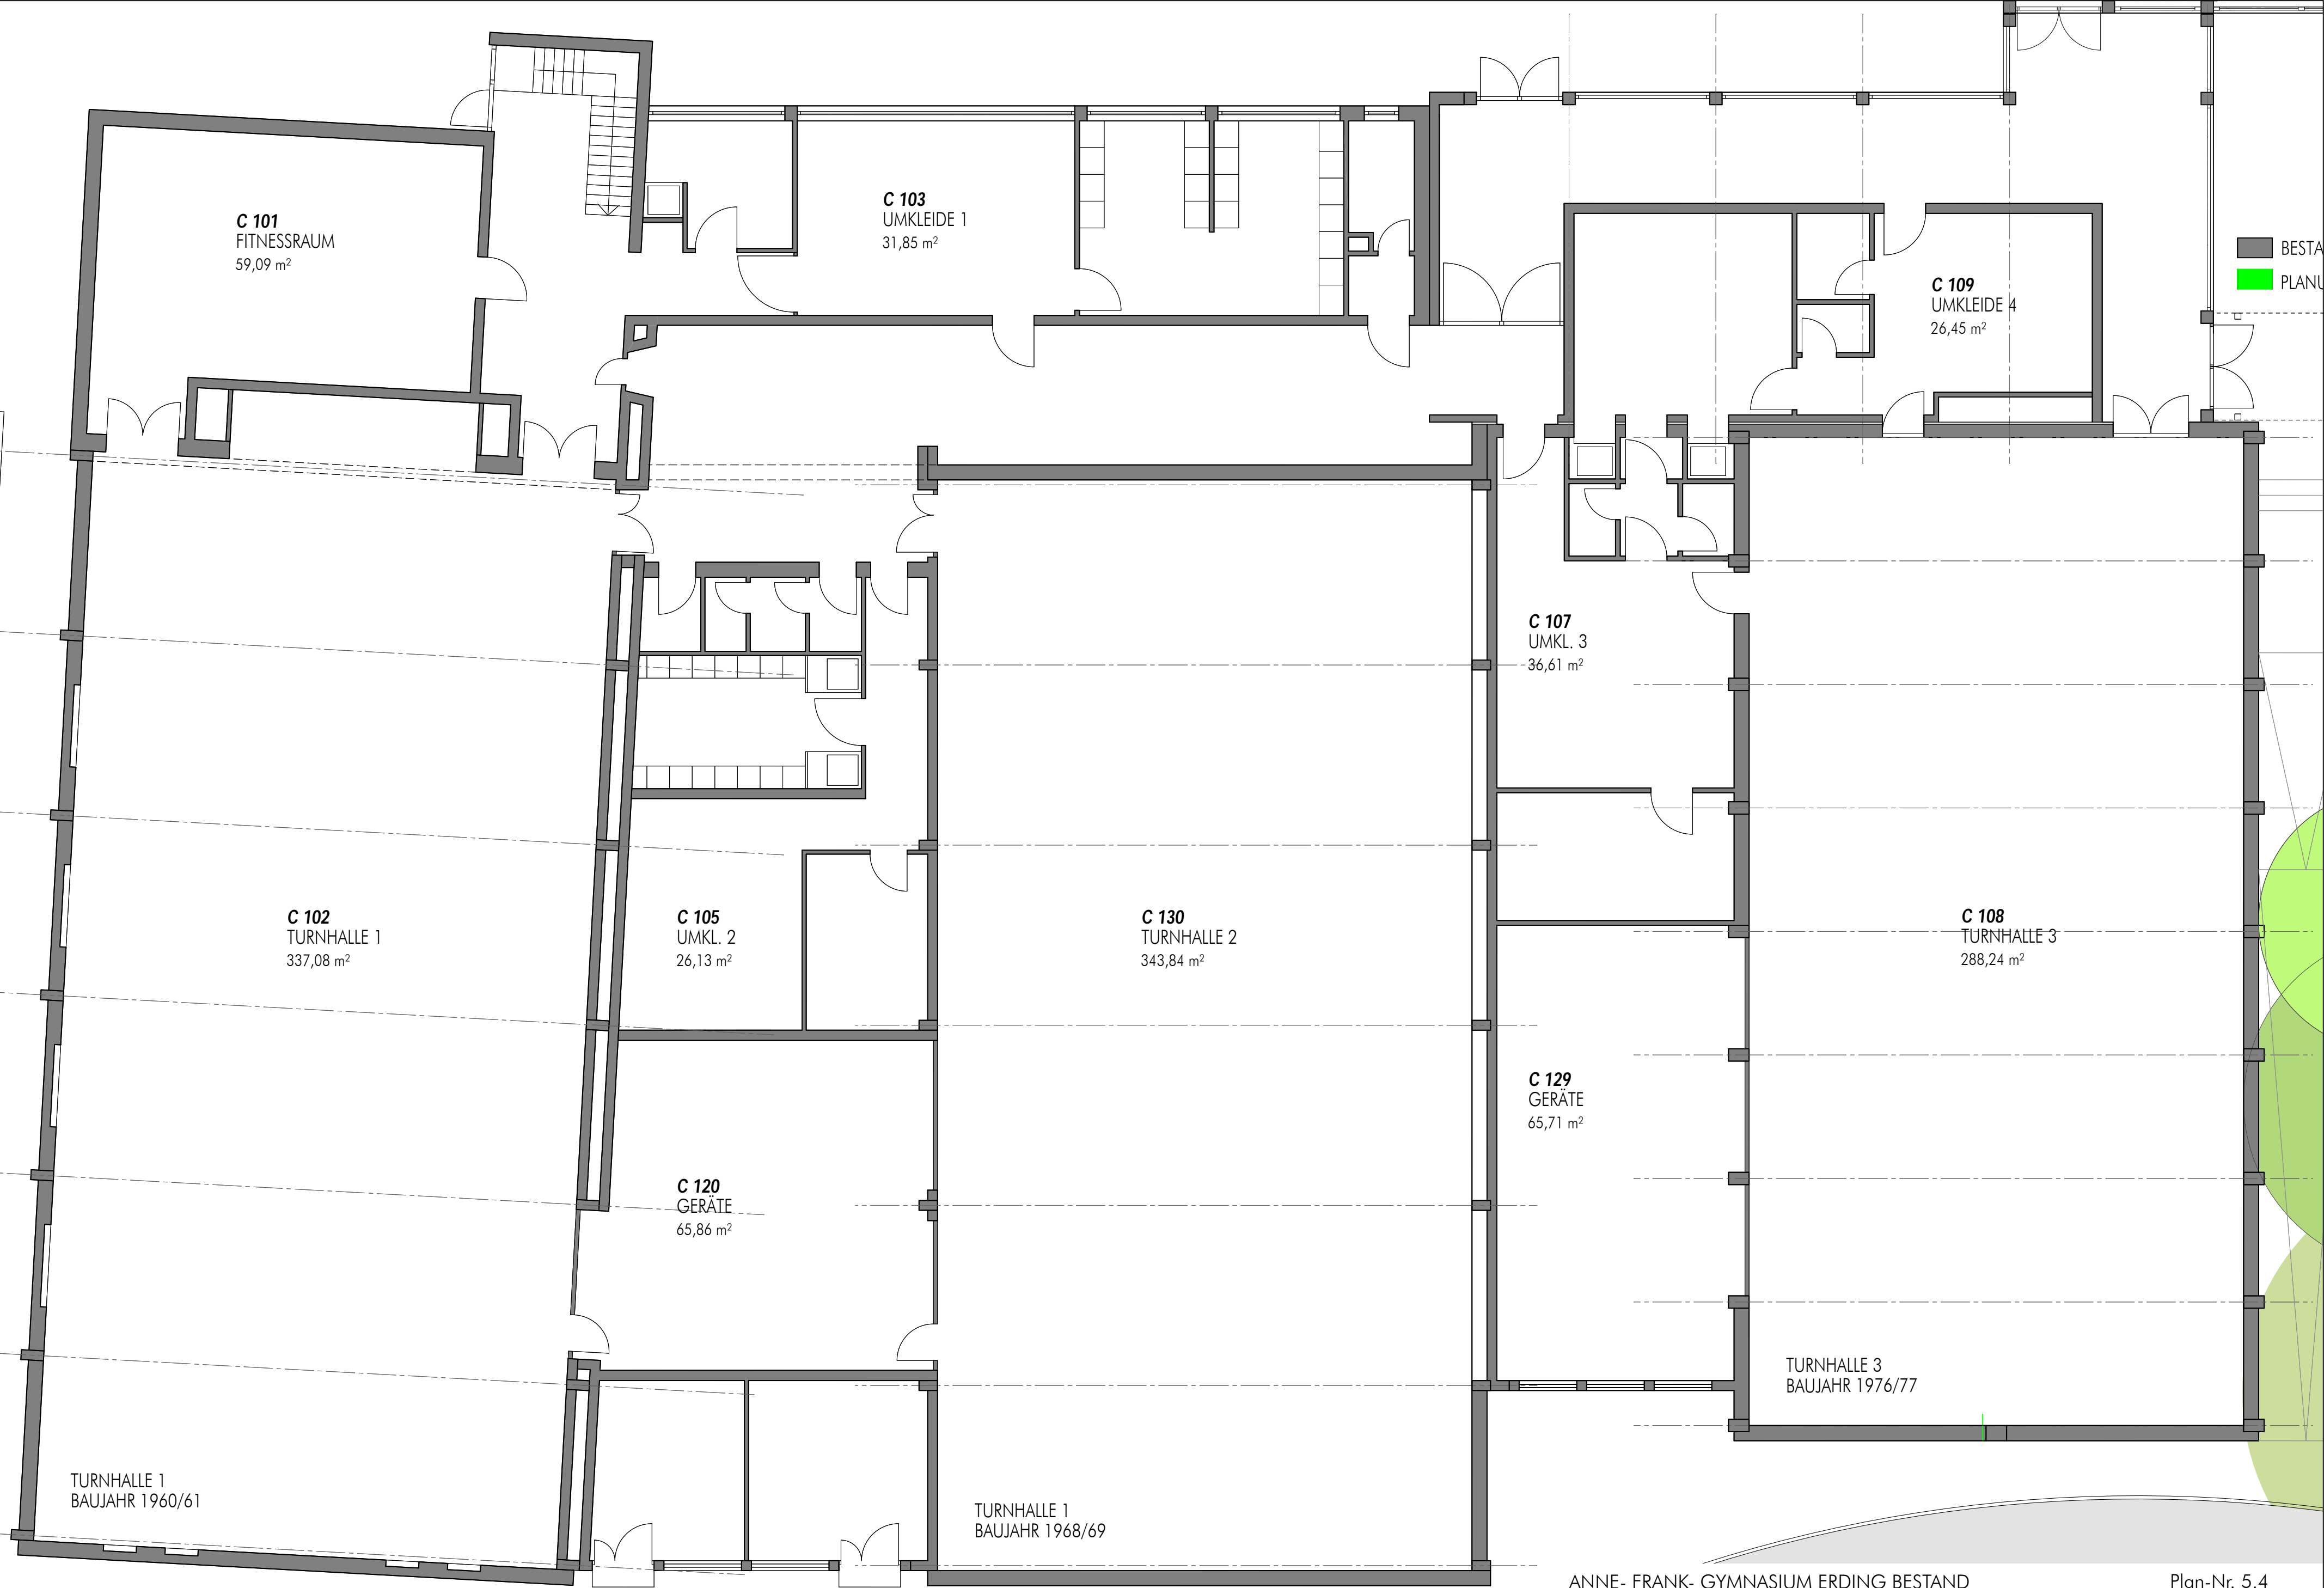 C 101
FITNESSRAUM
59,09 m²
C 103
UMKLEIDE 1
31,85 m²
C 109
UMKLEIDE 4
26,45 m²
BESTA
PLANU
C 107
UMKL. 3
36,61 m²
C 102
TURNHALLE 1
337,08 m²
C 105
UMKL. 2
26,13 m²
C 130
TURNHALLE 2
343,84 m²
C 108
TURNHALLE 3
288,24 m²
C 129
GERÄTE
65,71 m²
C 120
GERÄTE
65,86 m²
TURNHALLE 3
BAUJAHR 1976/77
TURNHALLE 1
BAUJAHR 1960/61
TURNHALLE 1
BAUJAHR 1968/69
ANNE- FRANK- GYMNASIUM ERDING BESTAND
Plan-Nr. 5.4